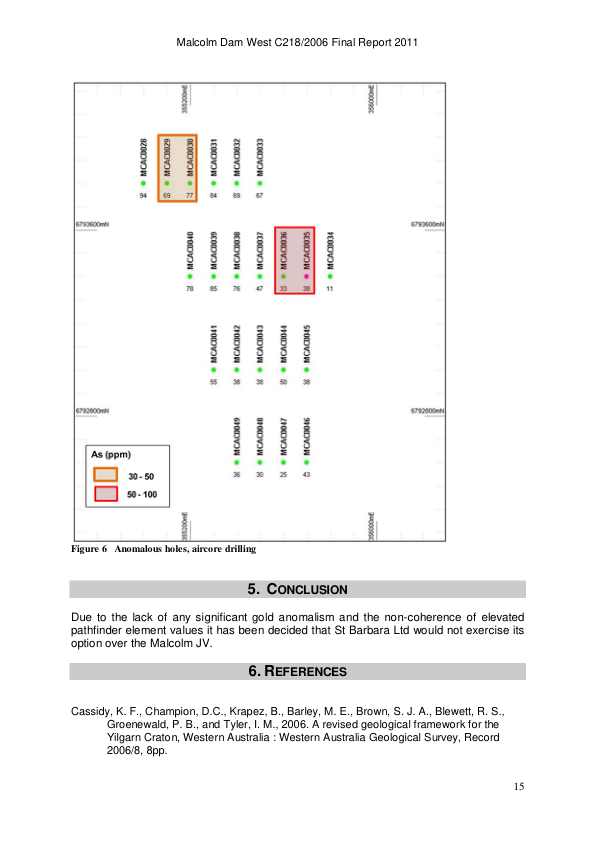 Malcolm Dam West C218/2006 Final Report 2011
355200mE
356000mE
MCAC0028
MCAC0029
MCAC0030
MCAC0031
MCAC0032
MCAC0033
94
69
77
84
69
67
6793600mN
6793600mN
MCAC0040
MCAC0039
MCAC0038
MCAC0037
MCAC0036
MCAC0035
MCAC0034
78
85
76
47
33
38
11
MCAC0041
MCAC0042
MCAC0043
MCAC0044
MCAC0045
55
38
38
50
38
6792800mN
6792800mN
MCAC0049
MCAC0048
MCAC0047
MCAC0046
36
30
25
43
As (ppm)
30 - 50
50 - 100
355200mE
356000mE
Figure 6 Anomalous holes, aircore drilling
5. CONCLUSION
Due to the lack of any significant gold anomalism and the non-coherence of elevated
pathfinder element values it has been decided that St Barbara Ltd would not exercise its
option over the Malcolm JV.
6. REFERENCES
Cassidy, K. F., Champion, D.C., Krapez, B., Barley, M. E., Brown, S. J. A., Blewett, R. S.,
Groenewald, P. B., and Tyler, I. M., 2006. A revised geological framework for the
Yilgarn Craton, Western Australia : Western Australia Geological Survey, Record
2006/8, 8pp.
15